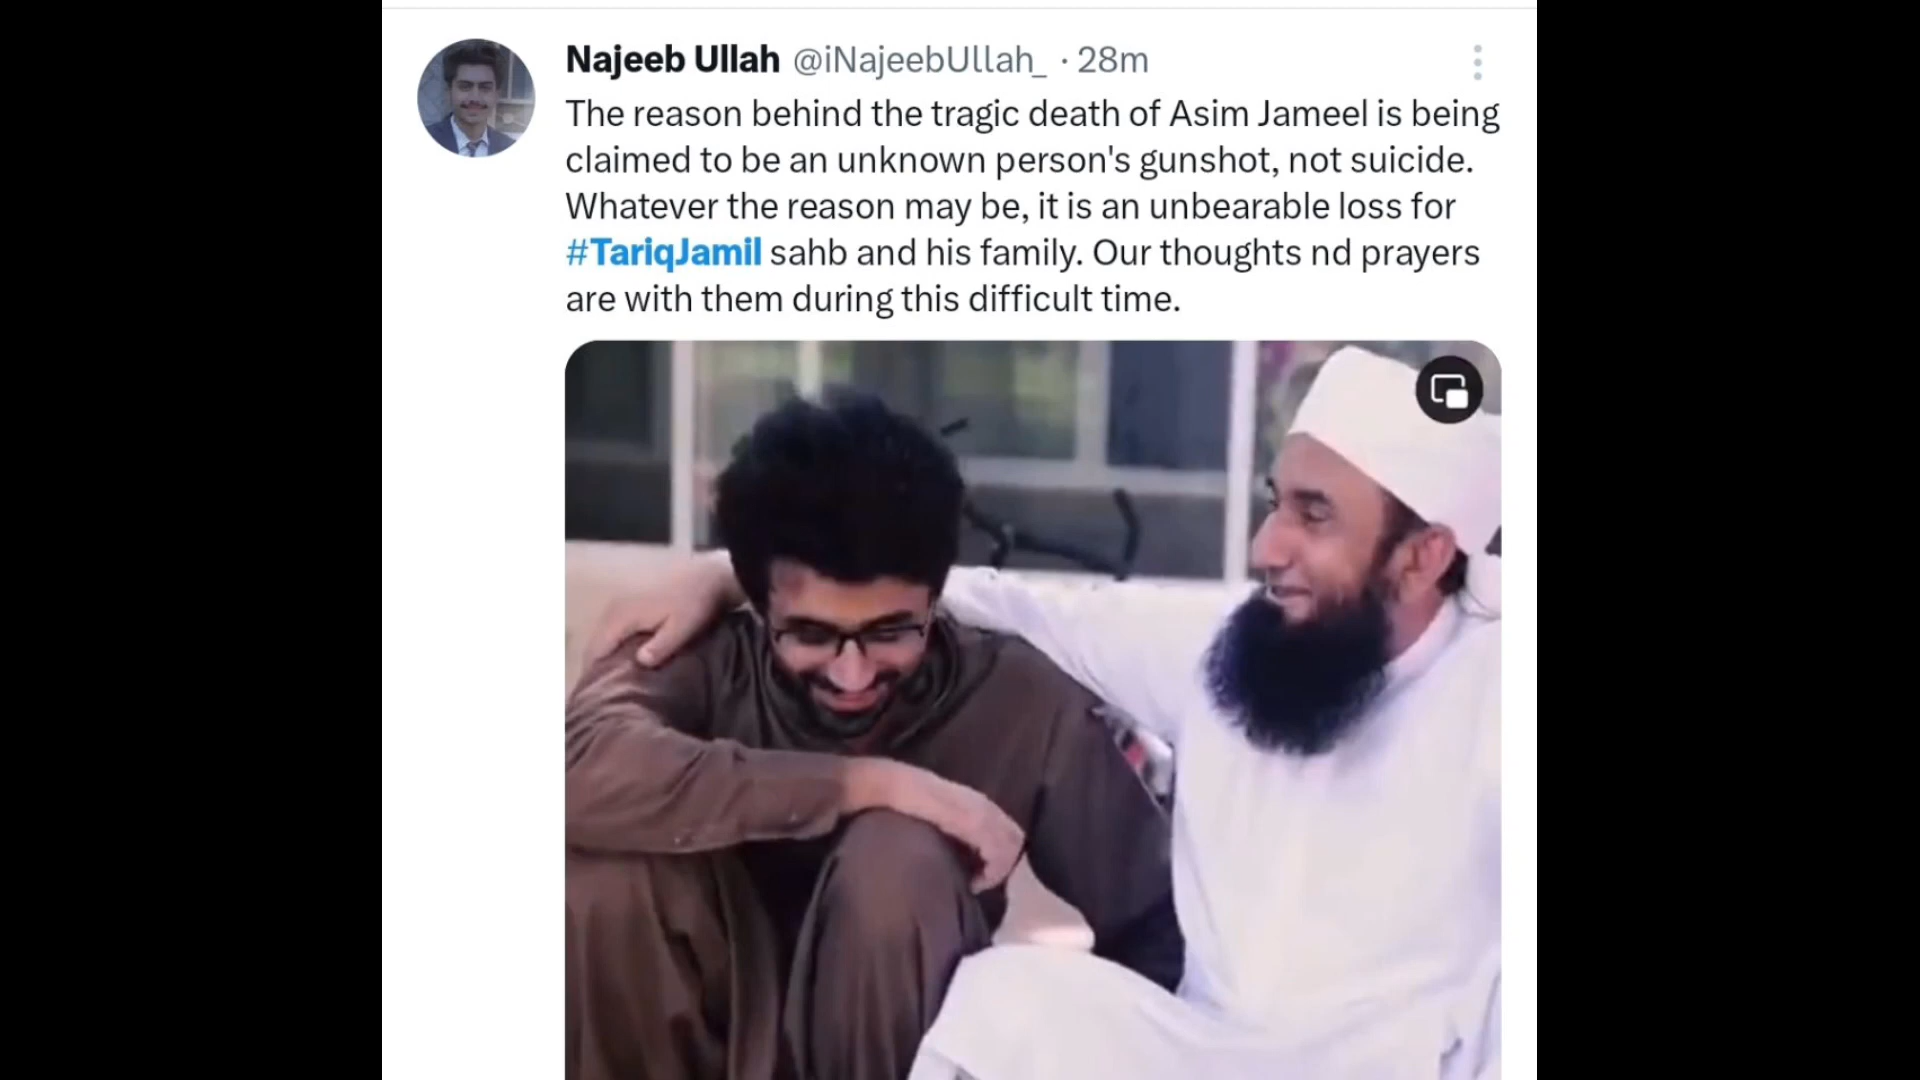 Najeeb Ullah @iNajeebUllah_ · 28m
The reason behind the tragic death of Asim Jameel is being
claimed to be an unknown person's gunshot, not suicide.
Whatever the reason may be, it is an unbearable loss for
#TariqJamil sahb and his family. Our thoughts nd prayers
are with them during this difficult time.